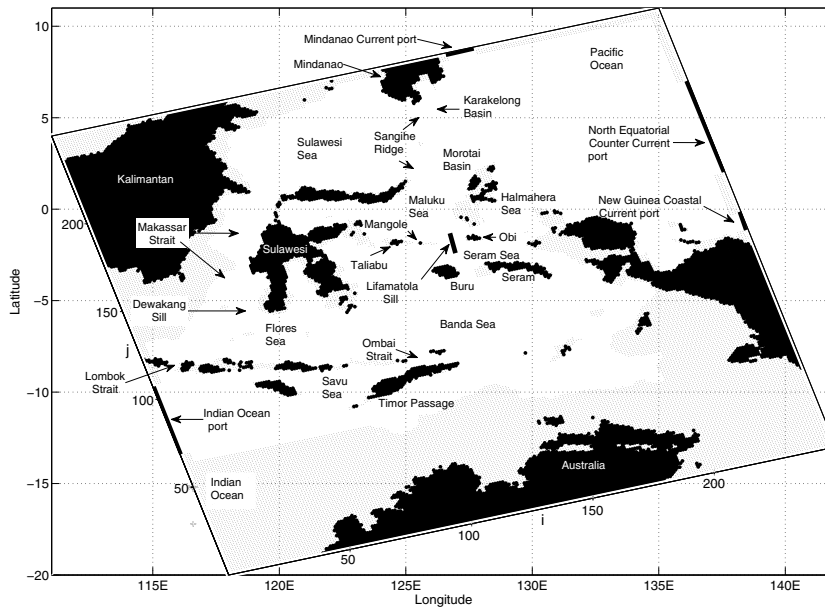 Mindanao Current port
Mindanao
Pacific
Ocean
Karakelong
Basin
Sangihe
Ridge
Sulawesi
Sea
Morotai
Basin
North Equatorial
Counter Current
port
Kalimantan
Maluku
Sea
Halmahera
Sea
New Guinea Coastal
Current port
Makassar
Strait
Mangole
Obi
Sulawesi
Taliabu
Seram Sea
Lifamatola
Sill
Buru
Seram
Dewakang
Sill
Flores
Sea
Banda Sea
Ombai
Strait
Lombok
Strait
Savu
Sea
Timor Passage
Indian Ocean
port
Indian
Ocean
Australia
10
5
0
−5
−10
−15
−20
Latitude
200
150
j
100
50
50
100
i
150
200
115E
120E
125E
130E
135E
140E
Longitude